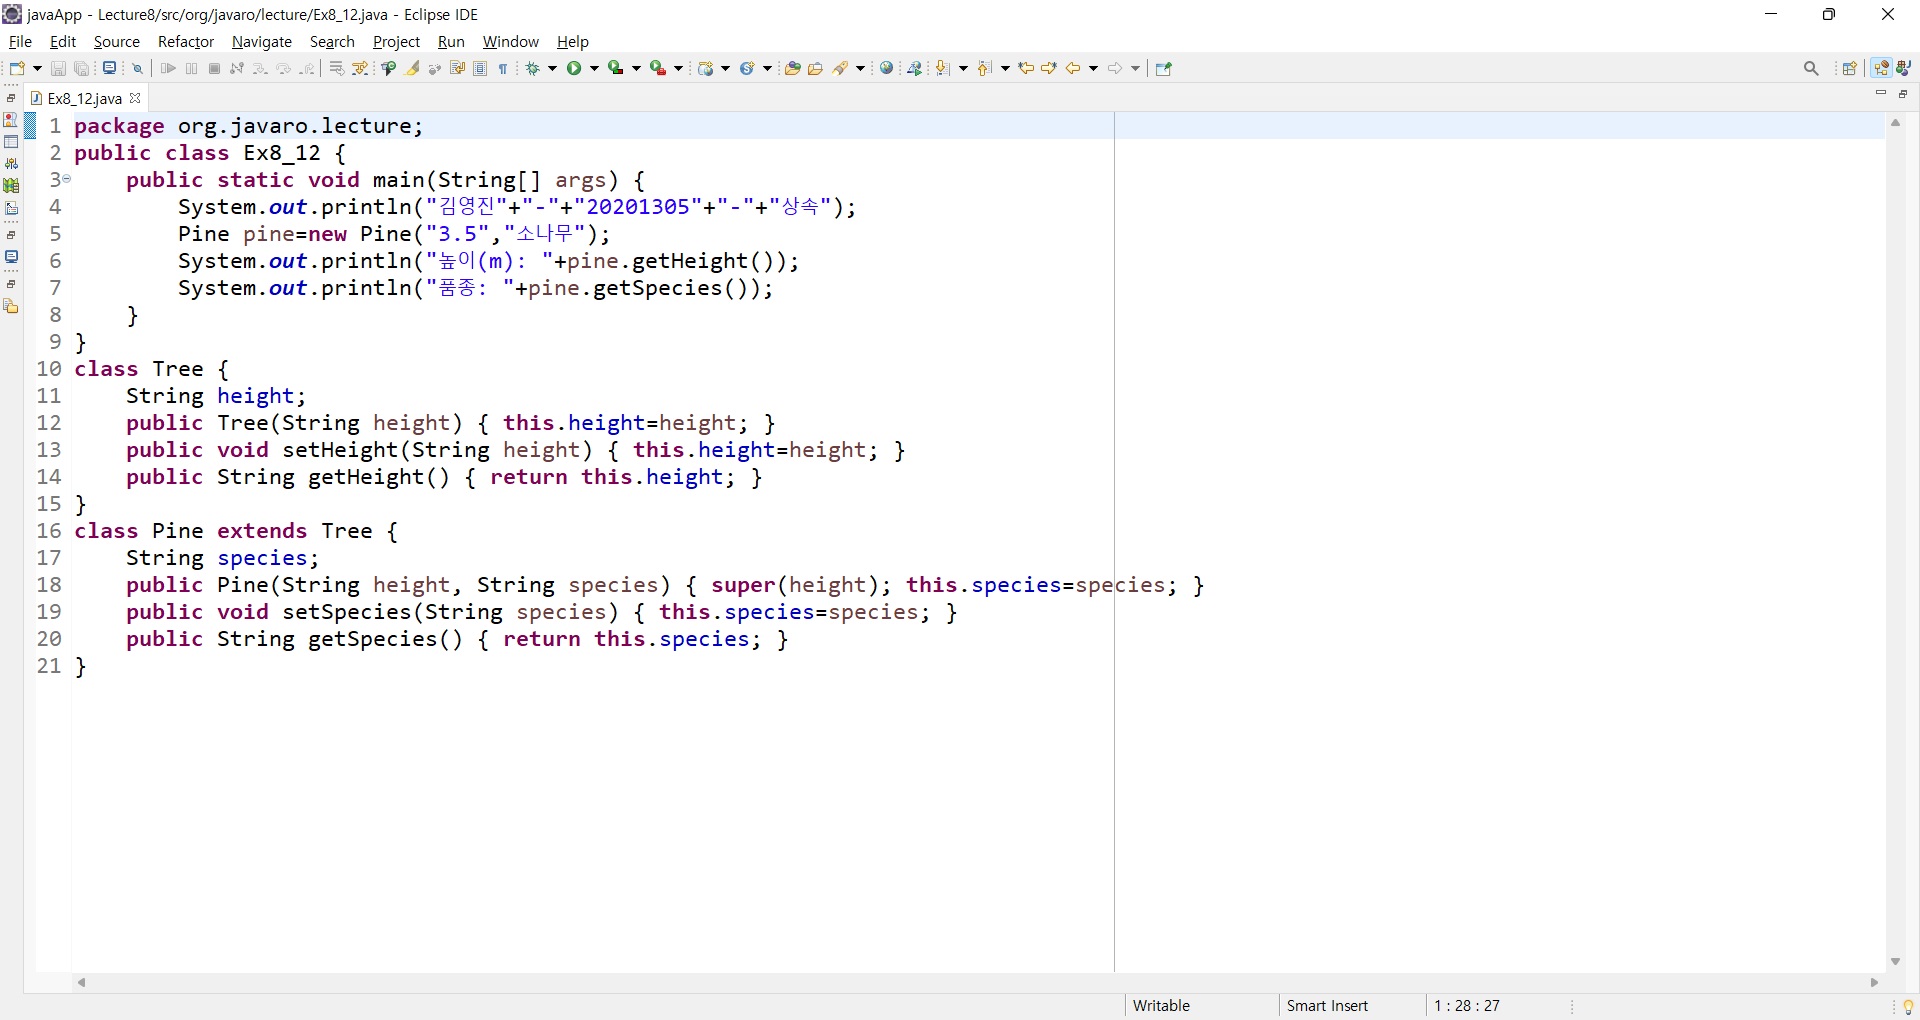 javaApp - Lecture8/src/org/javaro/lecture/Ex8_12.java - Eclipse IDE
File Edit Source Refactor Navigate Search Project Run Window Help
Ex8_12.java
1 package org.javaro.lecture;
2 public class Ex8_12 {
3 public static void main(String[] args) {
4 System.out.println("김영진"+"-"+"20201305"+"-"+"상속");
5 Pine pine=new Pine("3.5","소나무");
6 System.out.println("높이(m): "+pine.getHeight());
7 System.out.println("품종: "+pine.getSpecies());
8 }
9 }
10 class Tree {
11 String height;
12 public Tree(String height) { this.height=height; }
13 public void setHeight(String height) { this.height=height; }
14 public String getHeight() { return this.height; }
15 }
16 class Pine extends Tree {
17 String species;
18 public Pine(String height, String species) { super(height); this.species=species; }
19 public void setSpecies(String species) { this.species=species; }
20 public String getSpecies() { return this.species; }
21 }
Writable Smart Insert 1 : 28 : 27